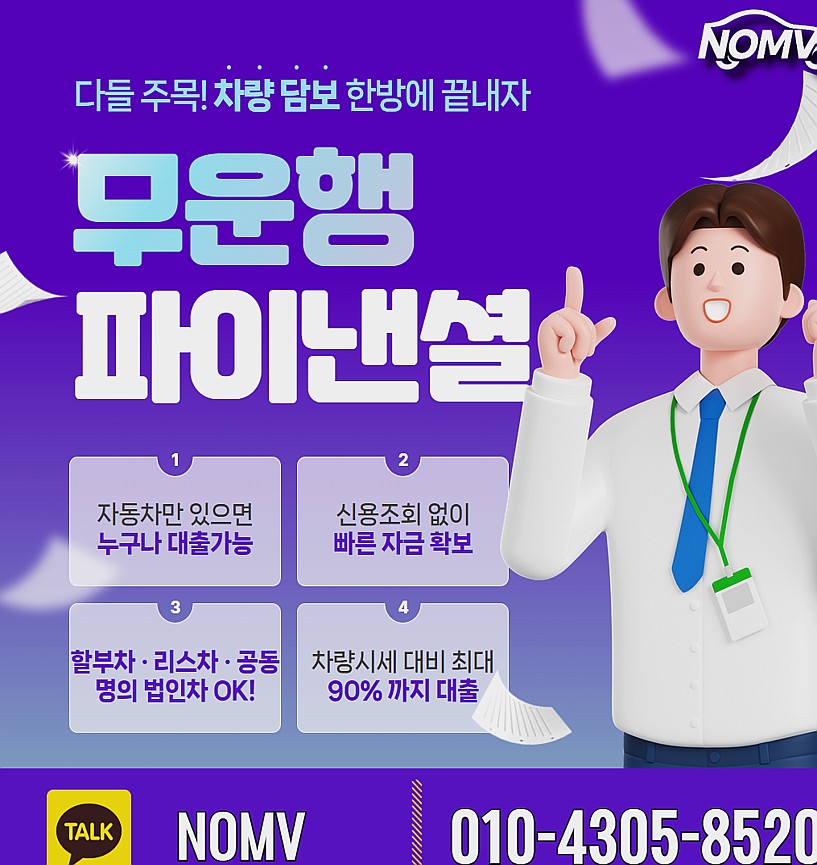 NOMV
다들 주목! 차량 담보 한방에 끝내자
무운행
파이낸셜
1
자동차만 있으면
누구나 대출가능
2
신용조회 없이
빠른 자금 확보
3
할부차 · 리스차 · 공동
명의 법인차 OK!
4
차량시세 대비 최대
90% 까지 대출
TALK
NOMV
010-4305-8520